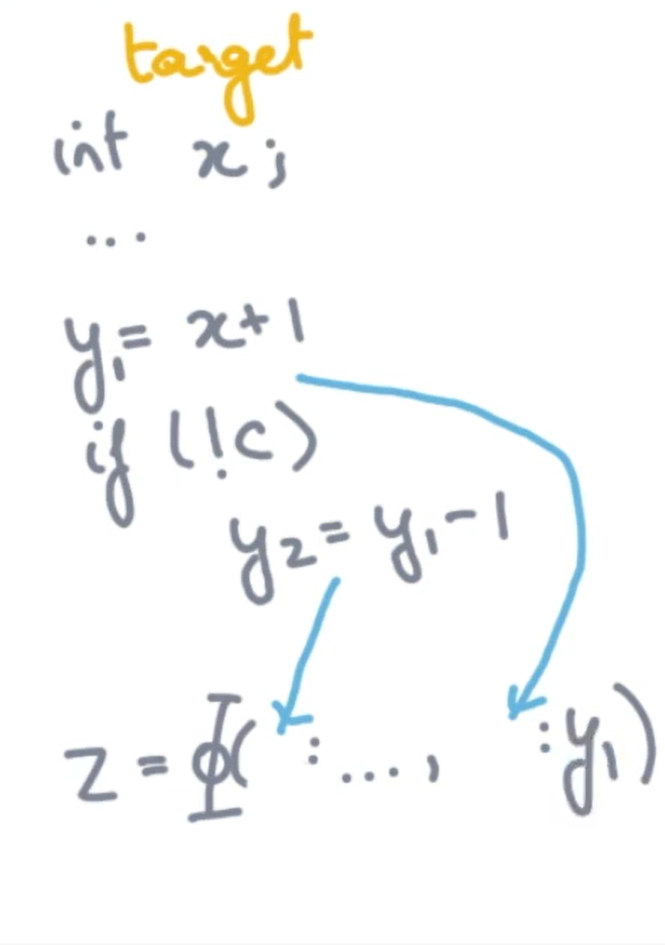 target
int x;
...
y₁= x+1
if (!c)
y₂= y₁-1
z = Φ( :..., :y₁)